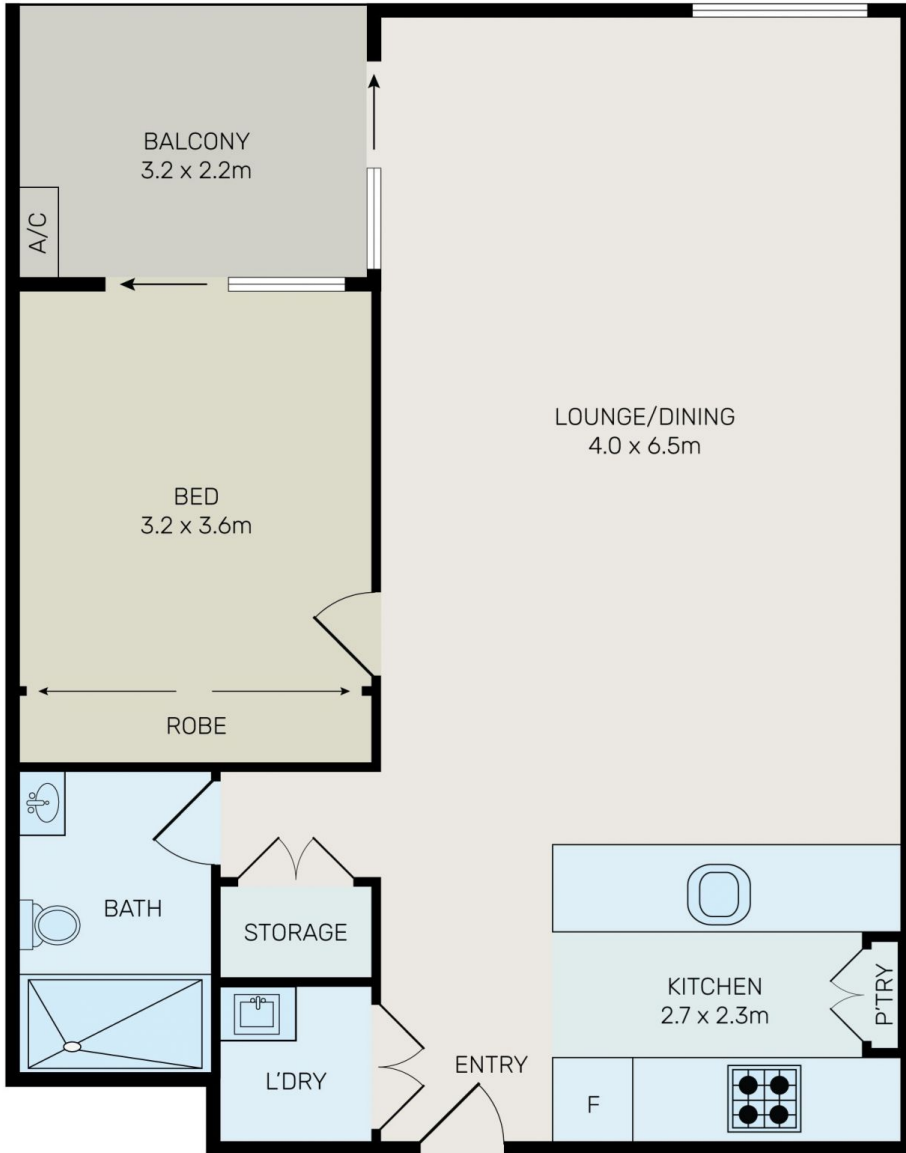 BALCONY
3.2 x 2.2m
A/C
LOUNGE/DINING
4.0 x 6.5m
BED
3.2 x 3.6m
ROBE
BATH
STORAGE
KITCHEN
2.7 x 2.3m
P'TRY
L'DRY
ENTRY
F